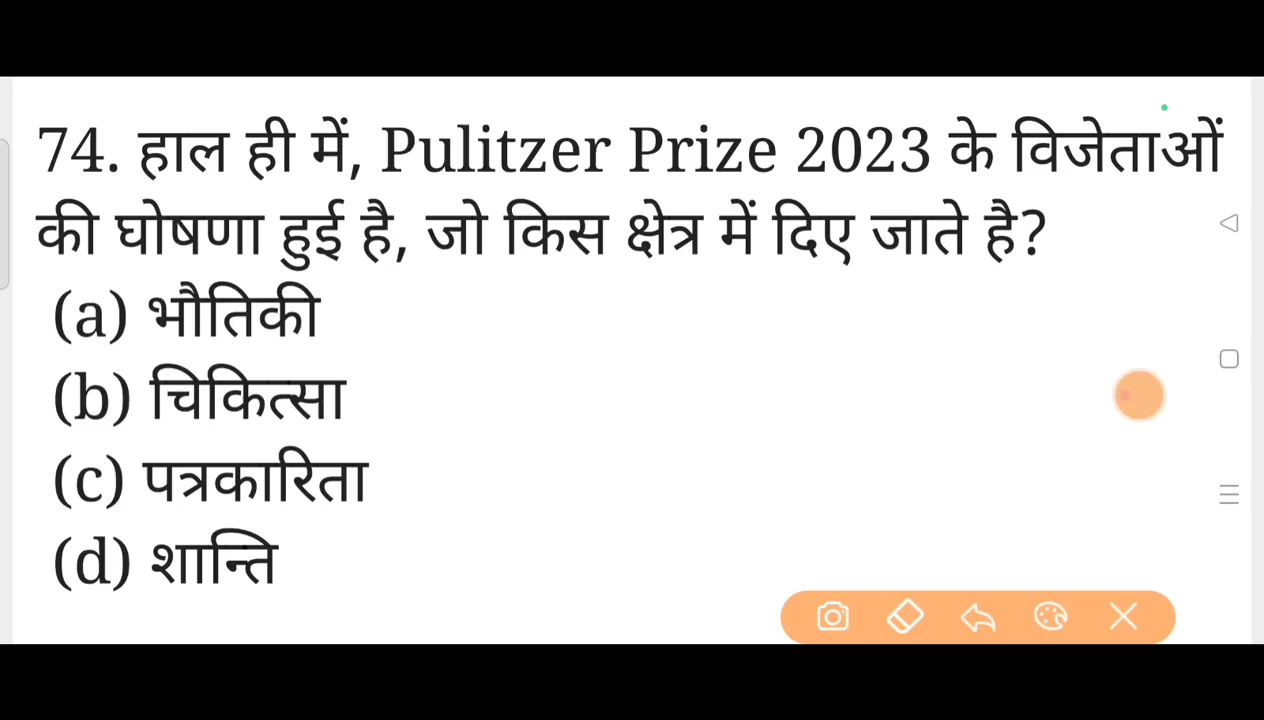 74. हाल ही में, Pulitzer Prize 2023 के विजेताओं
की घोषणा हुई है, जो किस क्षेत्र में दिए जाते है?
(a) भौतिकी
(b) चिकित्सा
(c) पत्रकारिता
(d) शान्ति